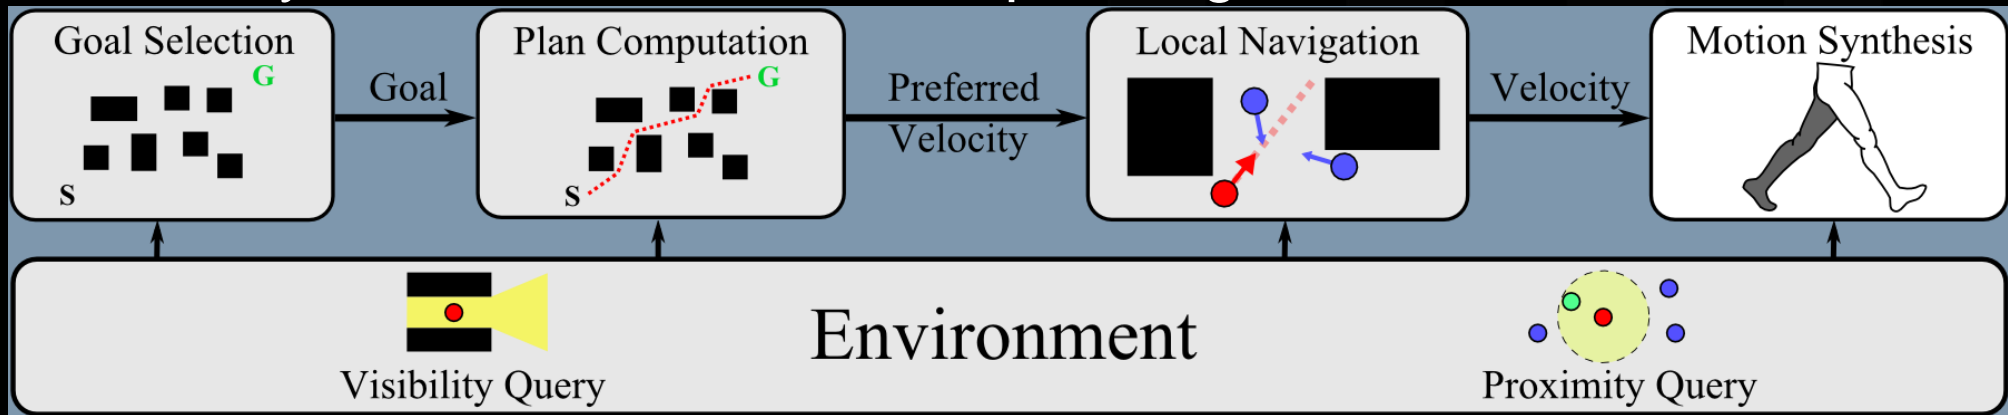 Goal Selection
G
S
Goal
Plan Computation
G
S
Preferred
Velocity
Local Navigation
Velocity
Motion Synthesis
Environment
Visibility Query
Proximity Query